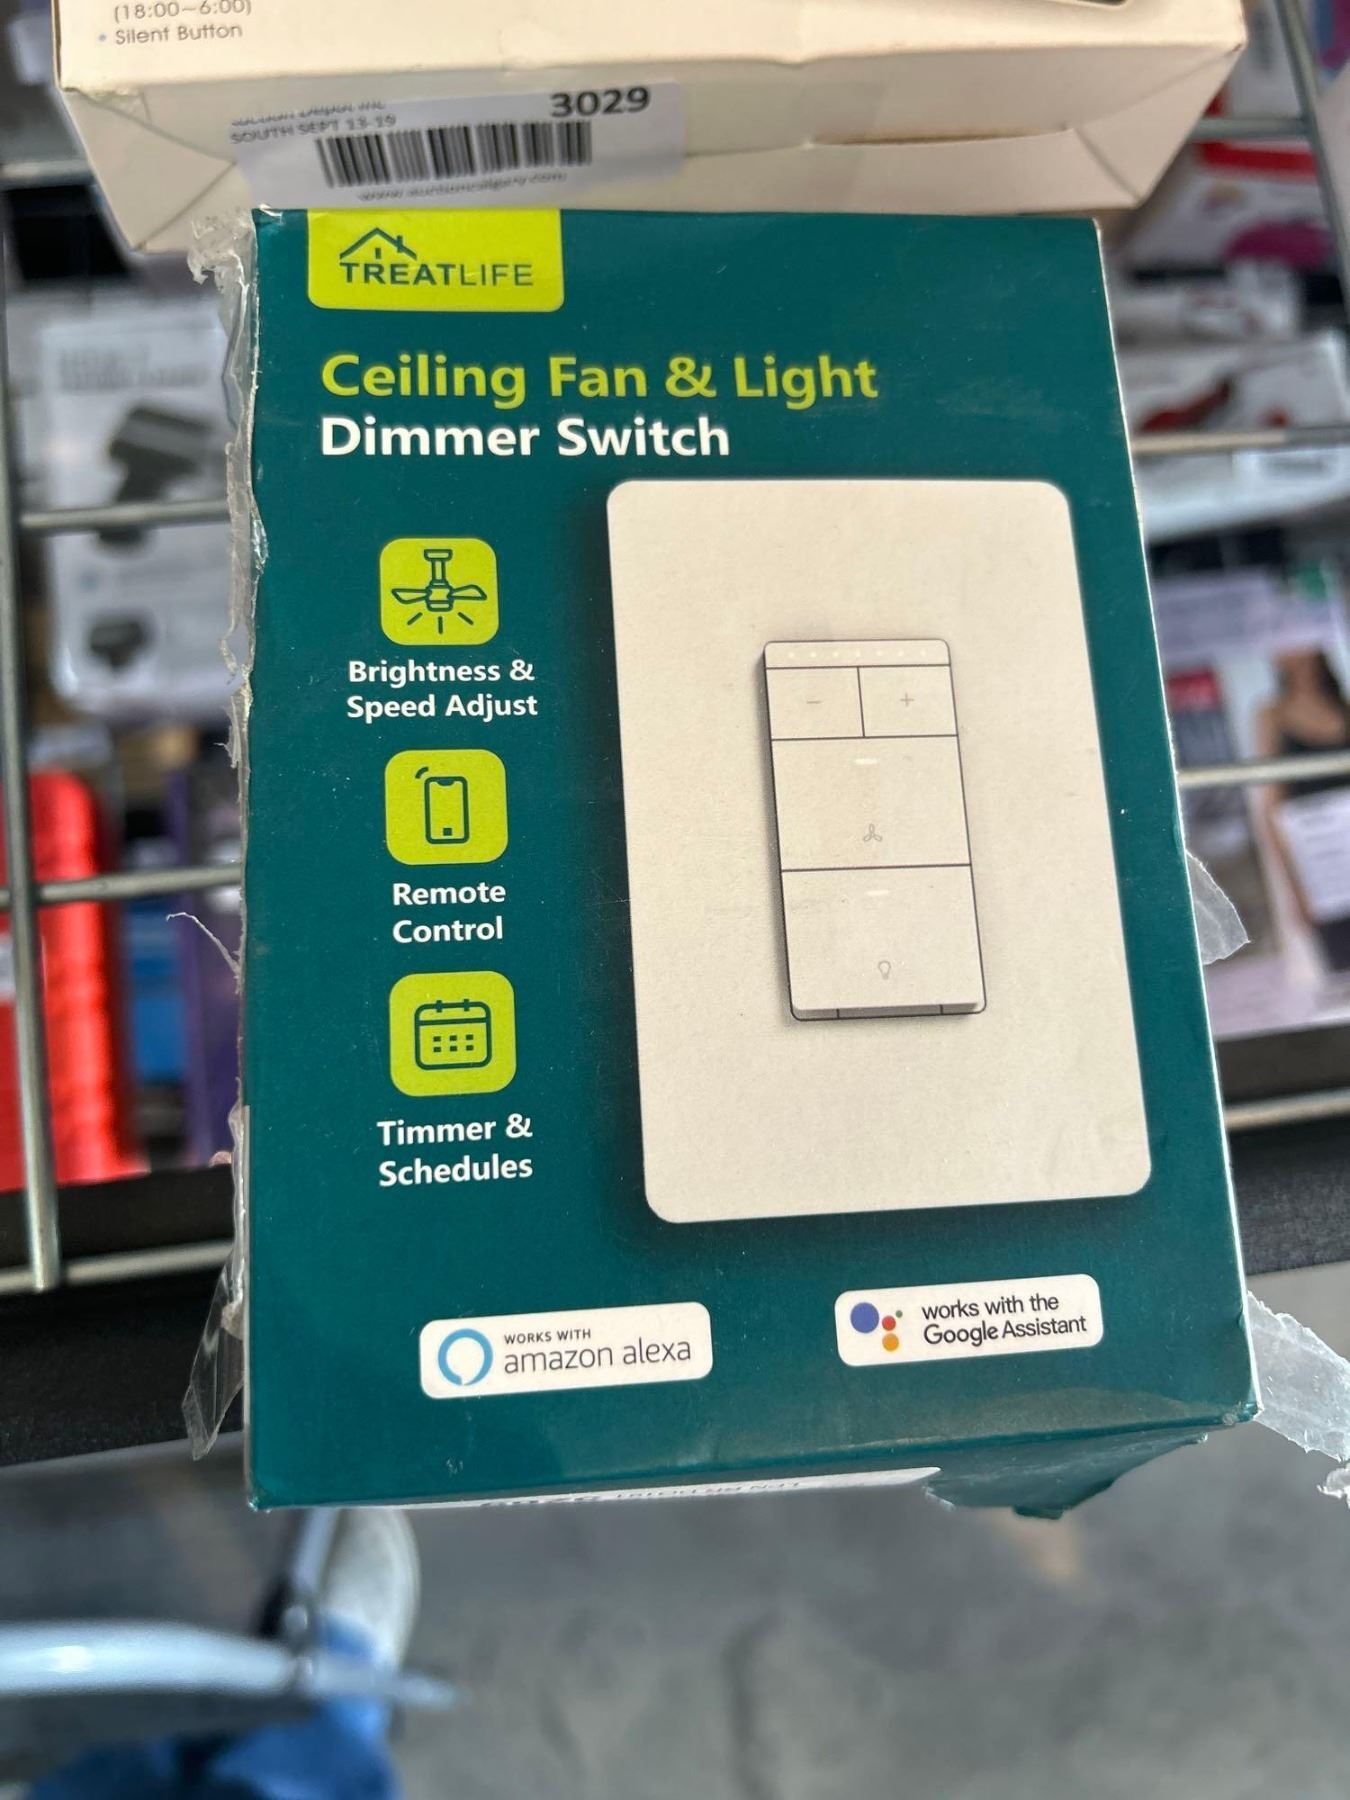 (18:00~6:00)
• Silent Button
3029
SOUTH SEPT 13-19
TREATLIFE
Ceiling Fan & Light
Dimmer Switch
Brightness &
Speed Adjust
Remote
Control
Timmer &
Schedules
WORKS WITH
amazon alexa
works with the
Google Assistant